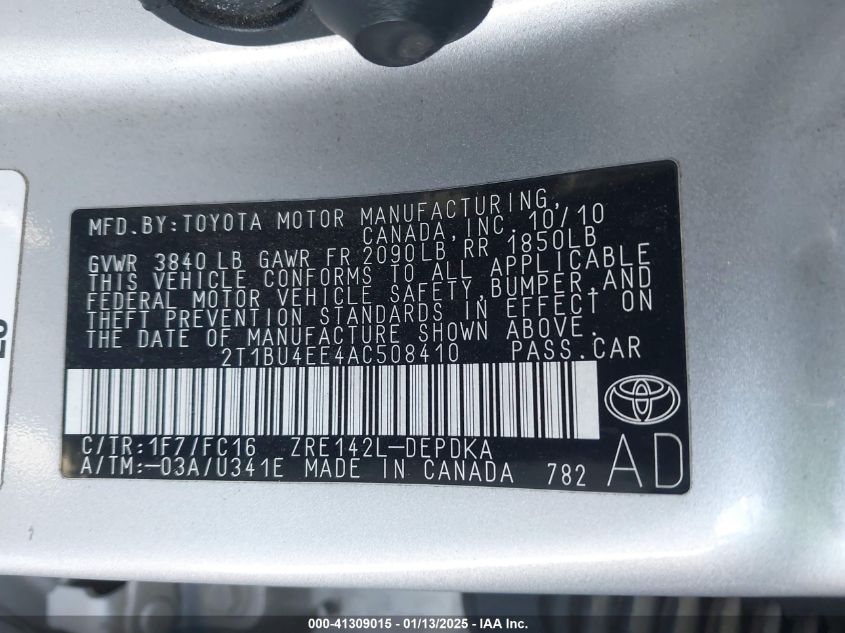 MFD.BY:TOYOTA MOTOR MANUFACTURING,
CANADA,INC. 10/10
GVWR 3840 LB GAWR FR 2090LB RR 1850LB
THIS VEHICLE CONFORMS TO ALL APPLICABLE
FEDERAL MOTOR VEHICLE SAFETY,BUMPER,AND
THEFT PREVENTION STANDARDS IN EFFECT ON
THE DATE OF MANUFACTURE SHOWN ABOVE.
2T1BU4EE4AC508410 PASS.CAR
C/TR:1F7/FC16 ZRE142L-DEPDKA
A/TM:-03A/U341E MADE IN CANADA 782
AD
000-41309015 - 01/13/2025 - IAA Inc.